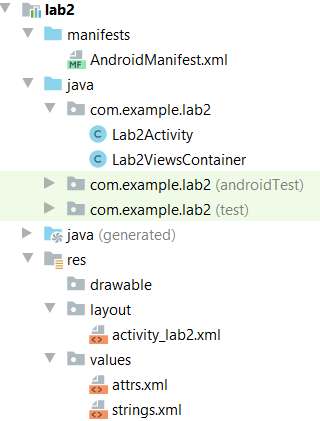 lab2
manifests
AndroidManifest.xml
java
com.example.lab2
Lab2Activity
Lab2ViewsContainer
com.example.lab2 (androidTest)
com.example.lab2 (test)
java (generated)
res
drawable
layout
activity_lab2.xml
values
attrs.xml
strings.xml